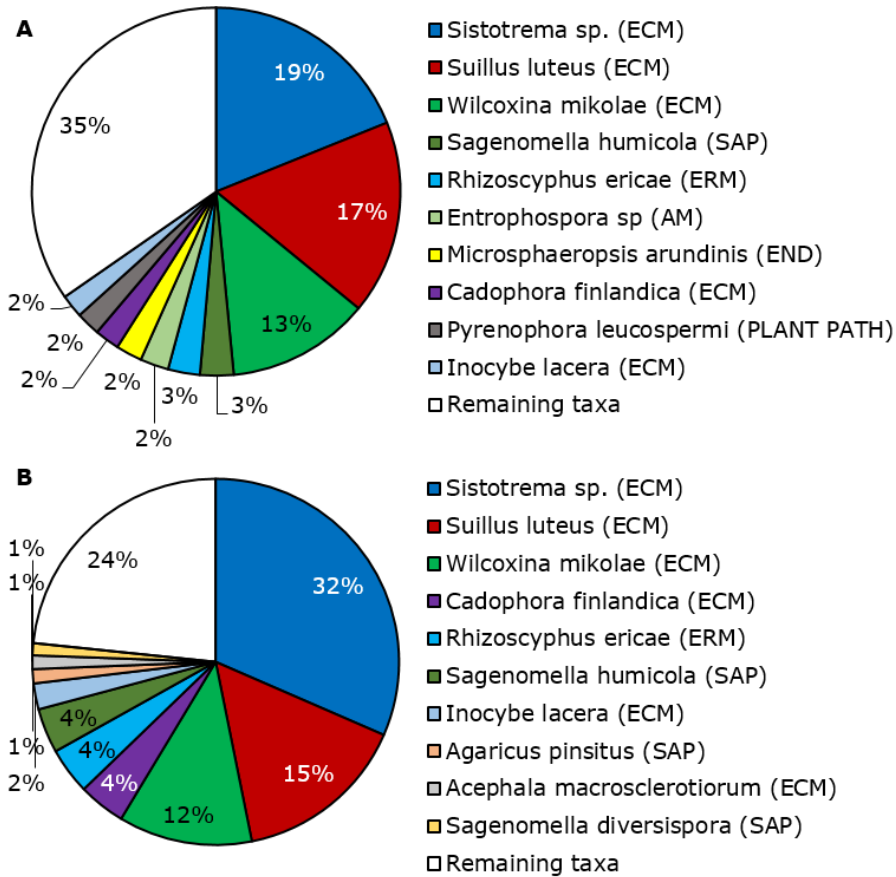 A
19%
17%
13%
3%
3%
2%
2%
2%
2%
2%
35%
Sistotrema sp. (ECM)
Suillus luteus (ECM)
Wilcoxina mikolae (ECM)
Sagenomella humicola (SAP)
Rhizoscyphus ericae (ERM)
Entrophospora sp (AM)
Microsphaeropsis arundinis (END)
Cadophora finlandica (ECM)
Pyrenophora leucospermi (PLANT PATH)
Inocybe lacera (ECM)
Remaining taxa
B
32%
15%
12%
4%
4%
4%
2%
1%
1%
1%
24%
Sistotrema sp. (ECM)
Suillus luteus (ECM)
Wilcoxina mikolae (ECM)
Cadophora finlandica (ECM)
Rhizoscyphus ericae (ERM)
Sagenomella humicola (SAP)
Inocybe lacera (ECM)
Agaricus pinsitus (SAP)
Acephala macrosclerotiorum (ECM)
Sagenomella diversispora (SAP)
Remaining taxa